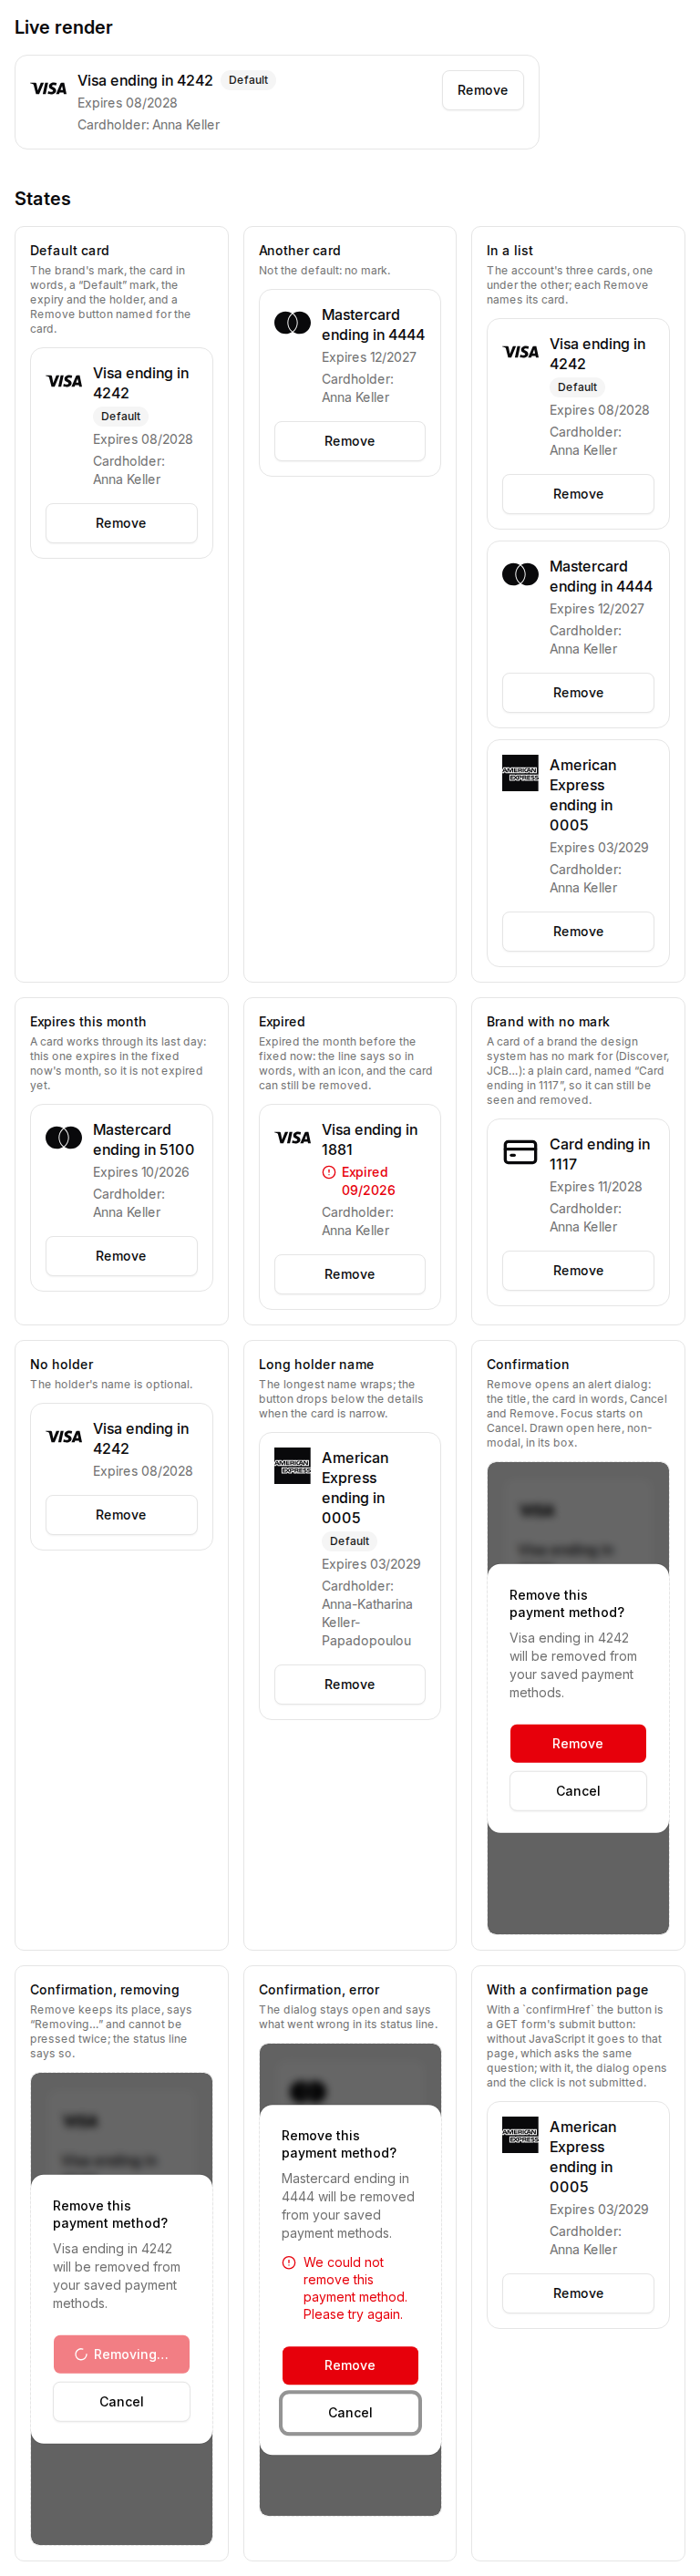 Live render
VISA
Visa ending in 4242
Default
Expires 08/2028
Cardholder: Anna Keller
Remove
States
Default card
The brand's mark, the card in
words, a “Default” mark, the
expiry and the holder, and a
Remove button named for the
card.
VISA
Visa ending in
4242
Default
Expires 08/2028
Cardholder:
Anna Keller
Remove
Another card
Not the default: no mark.
Mastercard
ending in 4444
Expires 12/2027
Cardholder:
Anna Keller
Remove
In a list
The account's three cards, one
under the other; each Remove
names its card.
VISA
Visa ending in
4242
Default
Expires 08/2028
Cardholder:
Anna Keller
Remove
Mastercard
ending in 4444
Expires 12/2027
Cardholder:
Anna Keller
Remove
AMERICAN
EXPRESS
American
Express
ending in
0005
Expires 03/2029
Cardholder:
Anna Keller
Remove
Expires this month
A card works through its last day:
this one expires in the fixed
now's month, so it is not expired
yet.
Mastercard
ending in 5100
Expires 10/2026
Cardholder:
Anna Keller
Remove
Expired
Expired the month before the
fixed now: the line says so in
words, with an icon, and the card
can still be removed.
VISA
Visa ending in
1881
Expired
09/2026
Cardholder:
Anna Keller
Remove
Brand with no mark
A card of a brand the design
system has no mark for (Discover,
JCB…): a plain card, named “Card
ending in 1117”, so it can still be
seen and removed.
Card ending in
1117
Expires 11/2028
Cardholder:
Anna Keller
Remove
No holder
The holder's name is optional.
VISA
Visa ending in
4242
Expires 08/2028
Remove
Long holder name
The longest name wraps; the
button drops below the details
when the card is narrow.
AMERICAN
EXPRESS
American
Express
ending in
0005
Default
Expires 03/2029
Cardholder:
Anna-Katharina
Keller-
Papadopoulou
Remove
Confirmation
Remove opens an alert dialog:
the title, the card in words, Cancel
and Remove. Focus starts on
Cancel. Drawn open here, non-
modal, in its box.
VISA
Visa ending in
Remove this
payment method?
Visa ending in 4242
will be removed from
your saved payment
methods.
Remove
Cancel
Confirmation, removing
Remove keeps its place, says
“Removing…” and cannot be
pressed twice; the status line
says so.
VISA
Visa ending in
Remove this
payment method?
Visa ending in 4242
will be removed from
your saved payment
methods.
Removing…
Cancel
Confirmation, error
The dialog stays open and says
what went wrong in its status line.
Remove this
payment method?
Mastercard ending in
4444 will be removed
from your saved
payment methods.
We could not
remove this
payment method.
Please try again.
Remove
Cancel
With a confirmation page
With a `confirmHref` the button is
a GET form's submit button:
without JavaScript it goes to that
page, which asks the same
question; with it, the dialog opens
and the click is not submitted.
AMERICAN
EXPRESS
American
Express
ending in
0005
Expires 03/2029
Cardholder:
Anna Keller
Remove